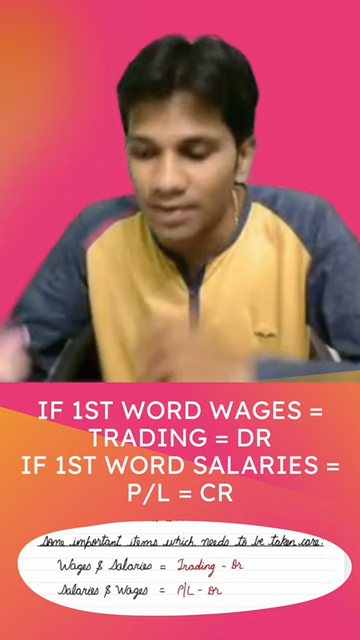 IF 1ST WORD WAGES =
TRADING = DR
IF 1ST WORD SALARIES =
P/L = CR
Some important items which needs to be taken care:
Wages & Salaries = Trading - Dr
Salaries & Wages = P/L - Dr